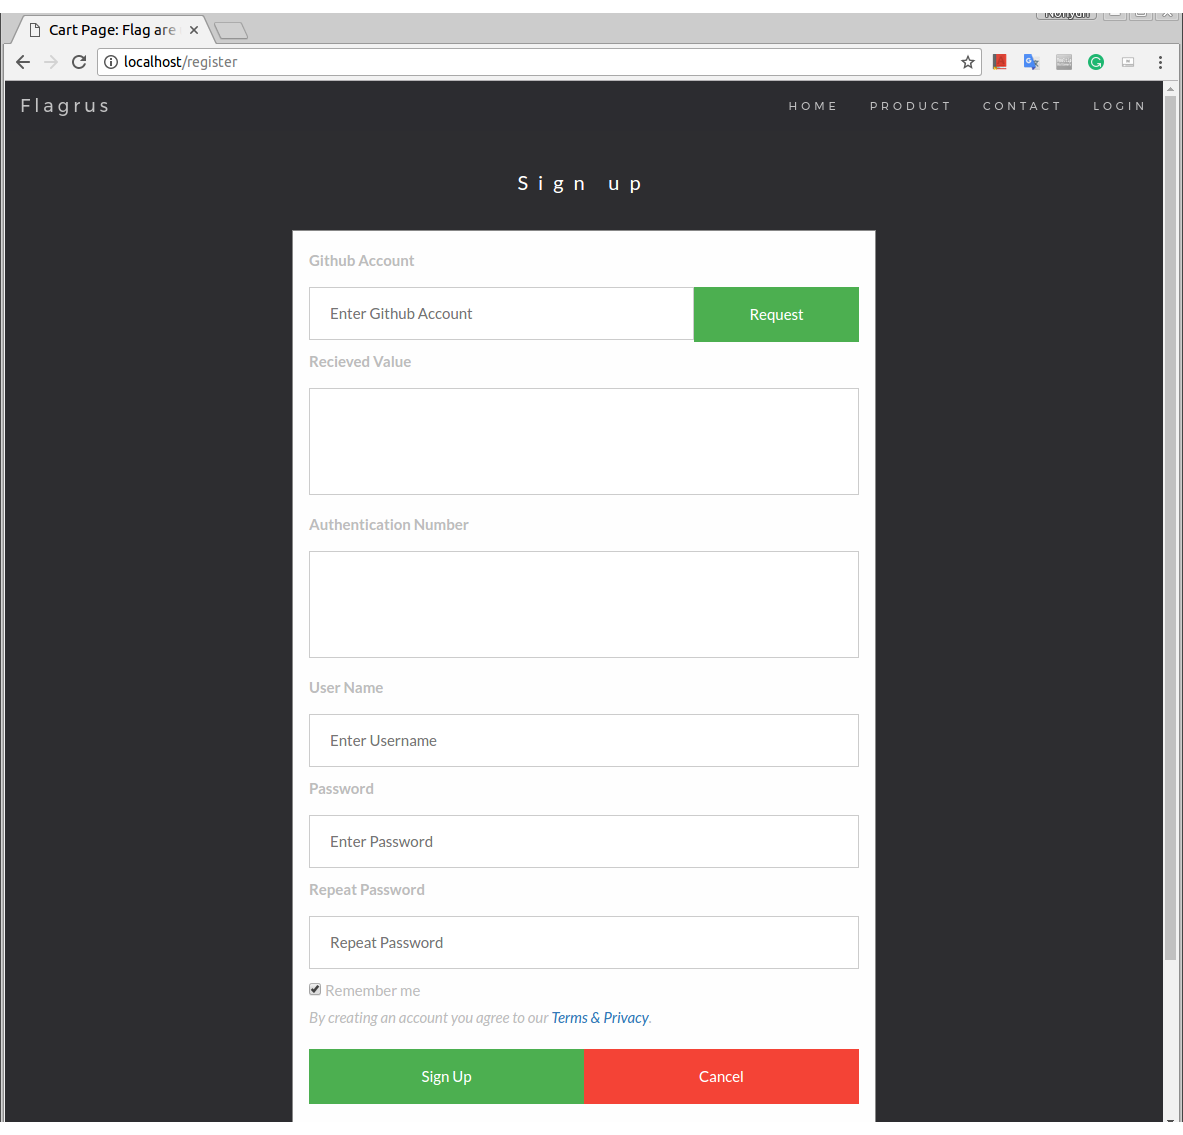 Cart Page: Flag are
localhost/register
Flagrus
HOME PRODUCT CONTACT LOGIN
Sign up
Github Account
Enter Github Account Request
Recieved Value
Authentication Number
User Name
Enter Username
Password
Enter Password
Repeat Password
Repeat Password
Remember me
By creating an account you agree to our Terms & Privacy.
Sign Up Cancel